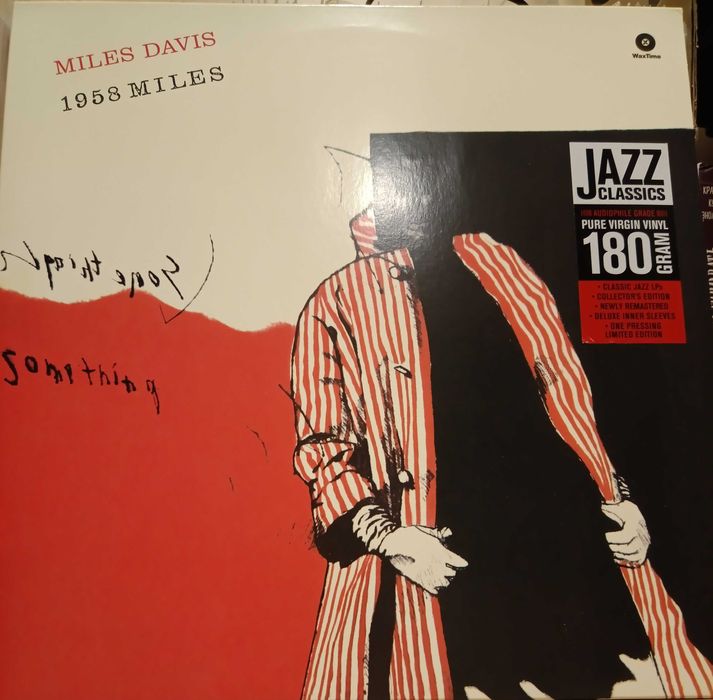 MILES DAVIS
1958 MILES
WaxTime
JAZZ
CLASSICS
PURE VIRGIN VINYL
180 GRAM
• CLASSIC JAZZ LPs
• COLLECTOR'S EDITION
• NEWLY REMASTERED
• DELUXE INNER SLEEVES
• ONE PRESSING
LIMITED EDITION
something
something